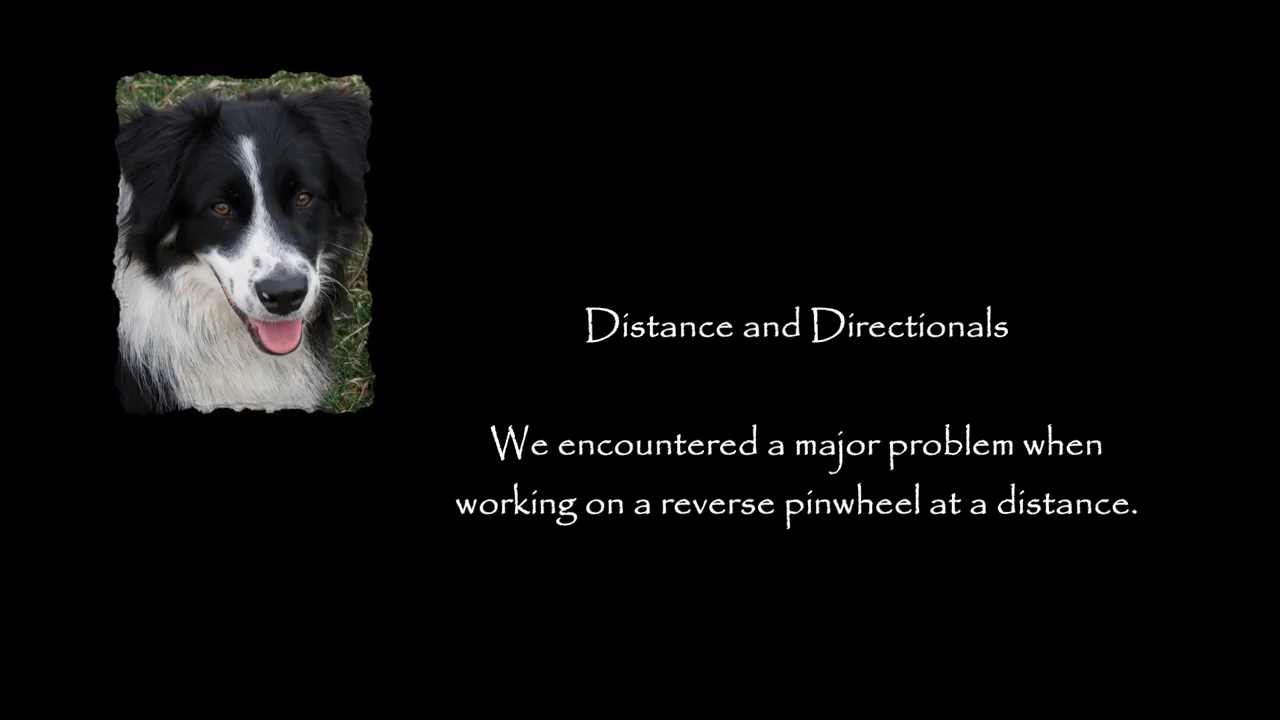 Distance and Directionals
We encountered a major problem when
working on a reverse pinwheel at a distance.